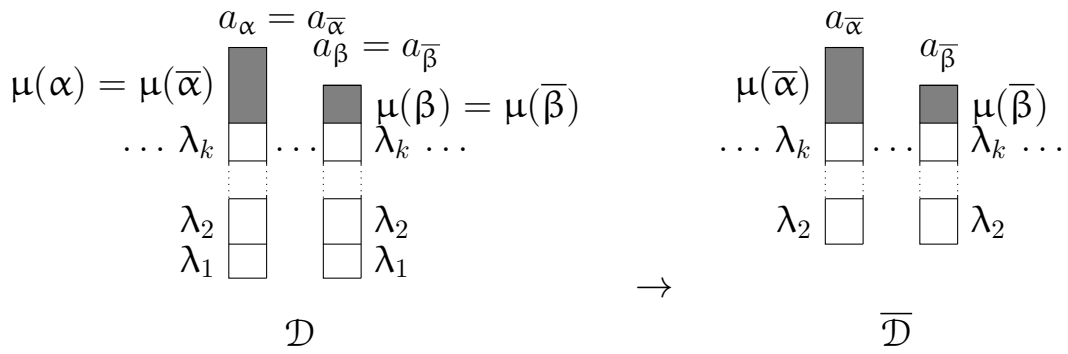 a_α = a_ᾱ
a_β = a_β̄
μ(α) = μ(ᾱ)
μ(β) = μ(β̄)
… λ_k … λ_k …
λ_2 λ_2
λ_1 λ_1
𝒟
→
a_ᾱ
a_β̄
μ(ᾱ)
μ(β̄)
… λ_k … λ_k …
λ_2 λ_2
𝒟̄